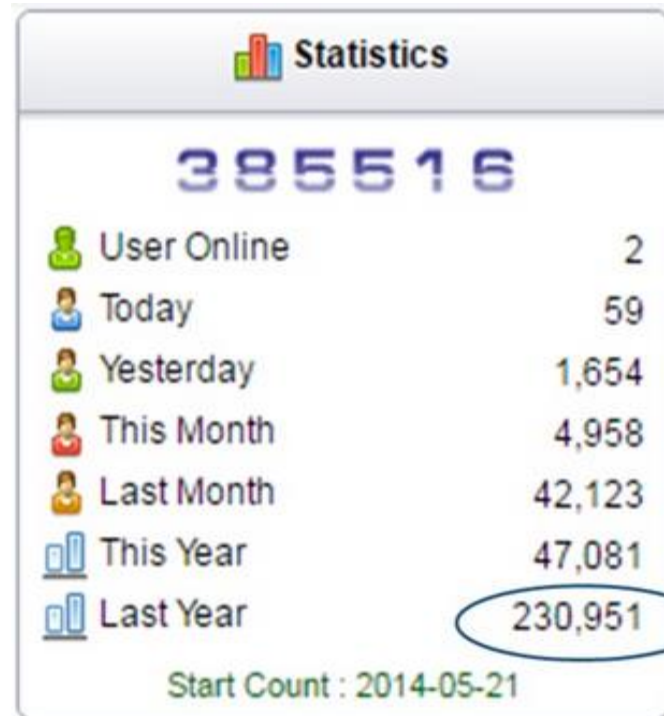 Statistics
385516
User Online 2
Today 59
Yesterday 1,654
This Month 4,958
Last Month 42,123
This Year 47,081
Last Year 230,951
Start Count : 2014-05-21